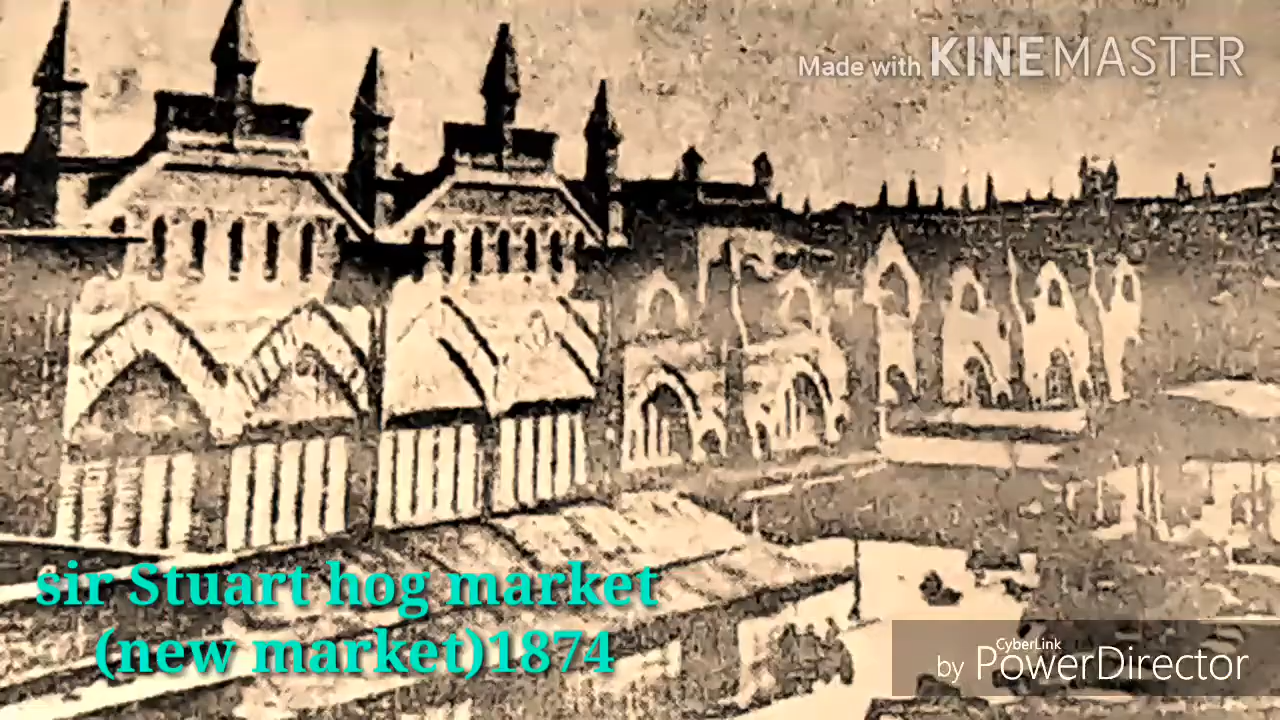 Made with KINEMASTER
sir Stuart hog market
(new market)1874
CyberLink
by PowerDirector